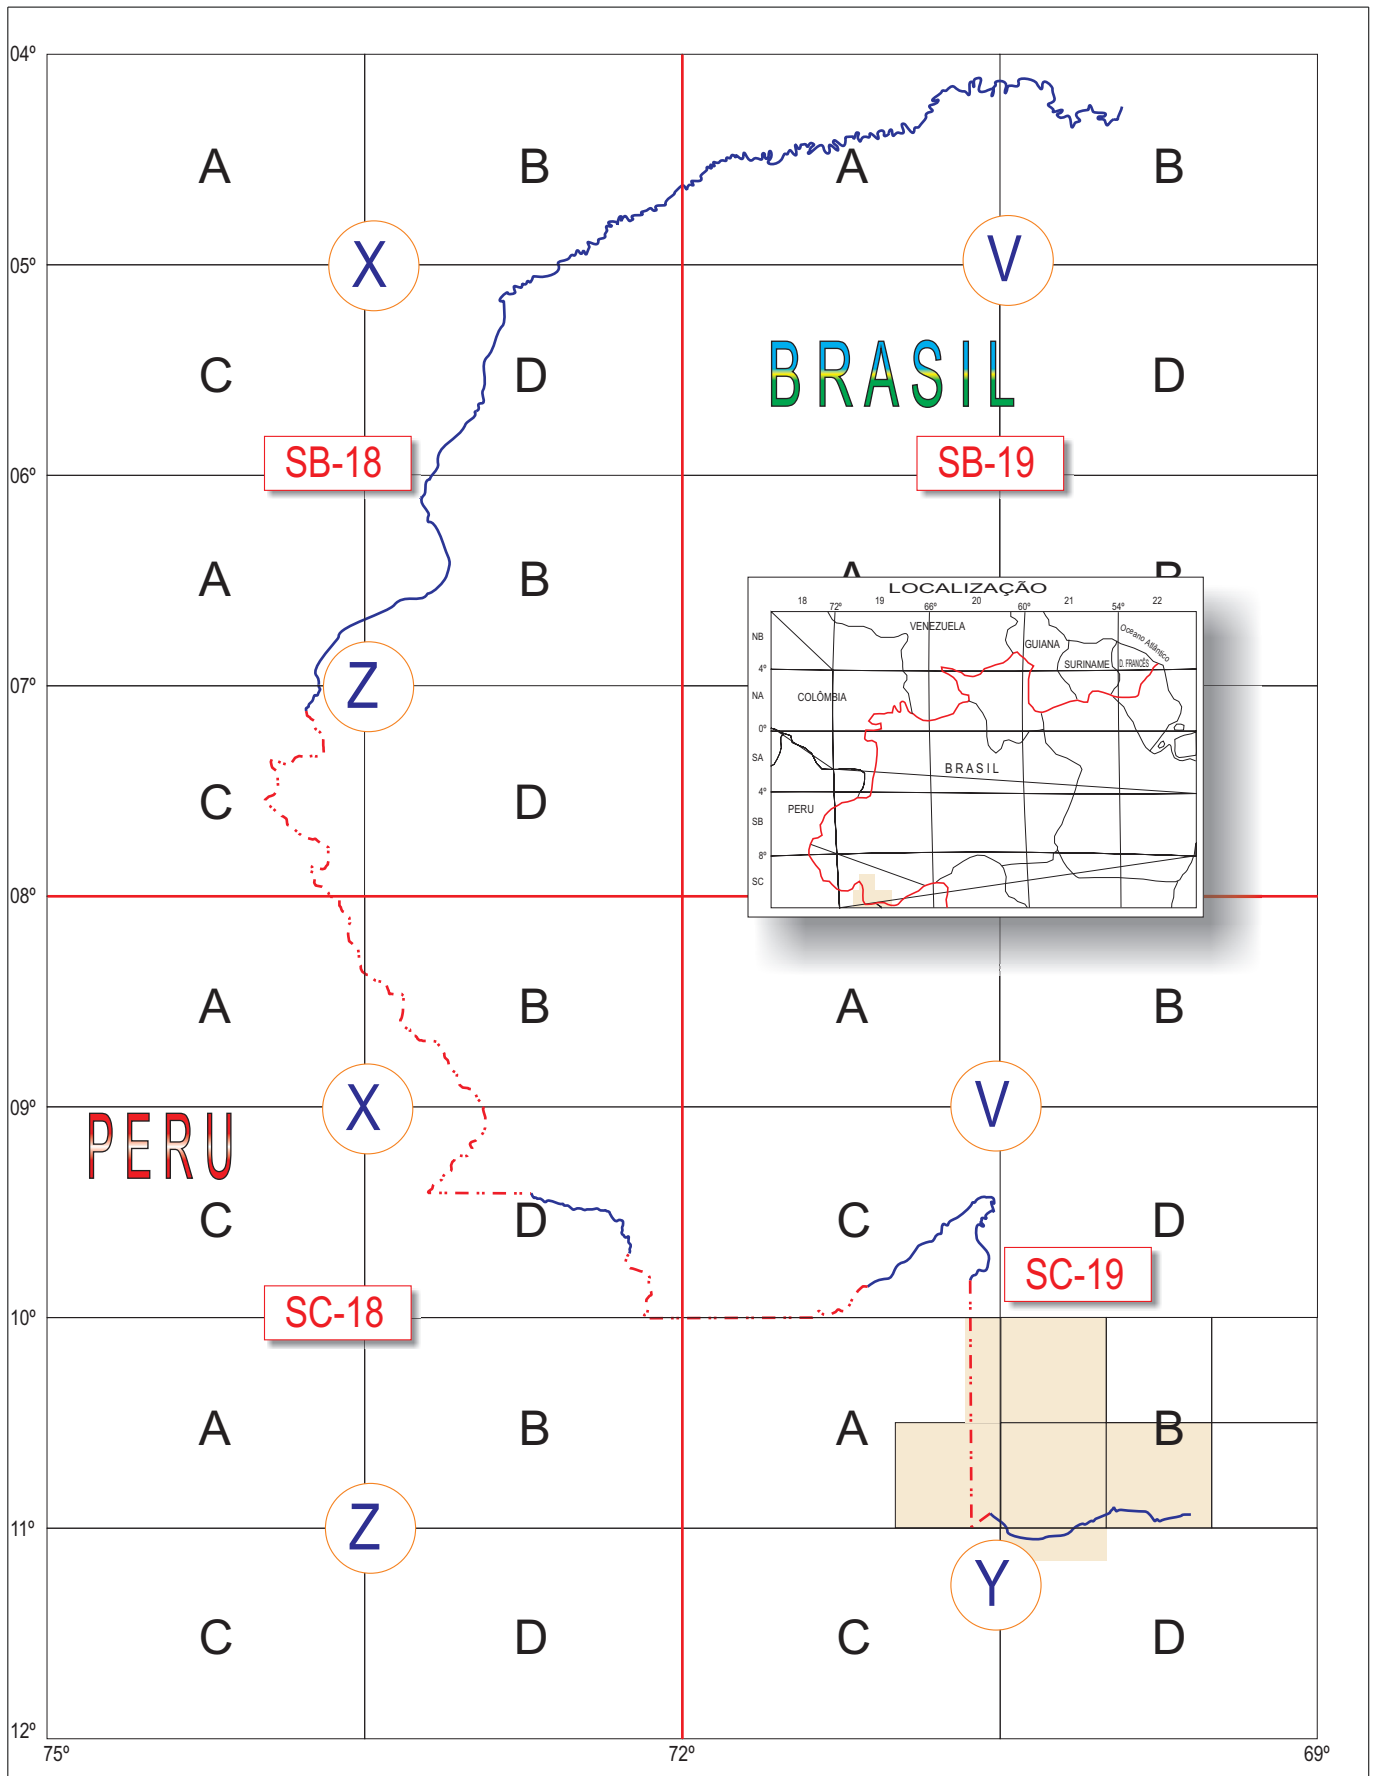 04º
A
B
A
B
X
V
05º
C
D
BRASIL
D
SB-18
SB-19
06º
A
B
A
B
LOCALIZAÇÃO
18
72º
19
66º
20
60º
21
54º
22
NB
VENEZUELA
GUIANA
Oceano Atlântico
SURINAME
D. FRANCÊS
4º
NA
COLÔMBIA
0º
SA
BRASIL
4º
PERU
SB
8º
SC
Z
07º
C
D
08º
A
B
A
B
X
V
09º
PERU
C
D
C
D
SC-19
SC-18
10º
A
B
A
B
Z
11º
Y
C
D
C
D
12º
75º
72º
69º